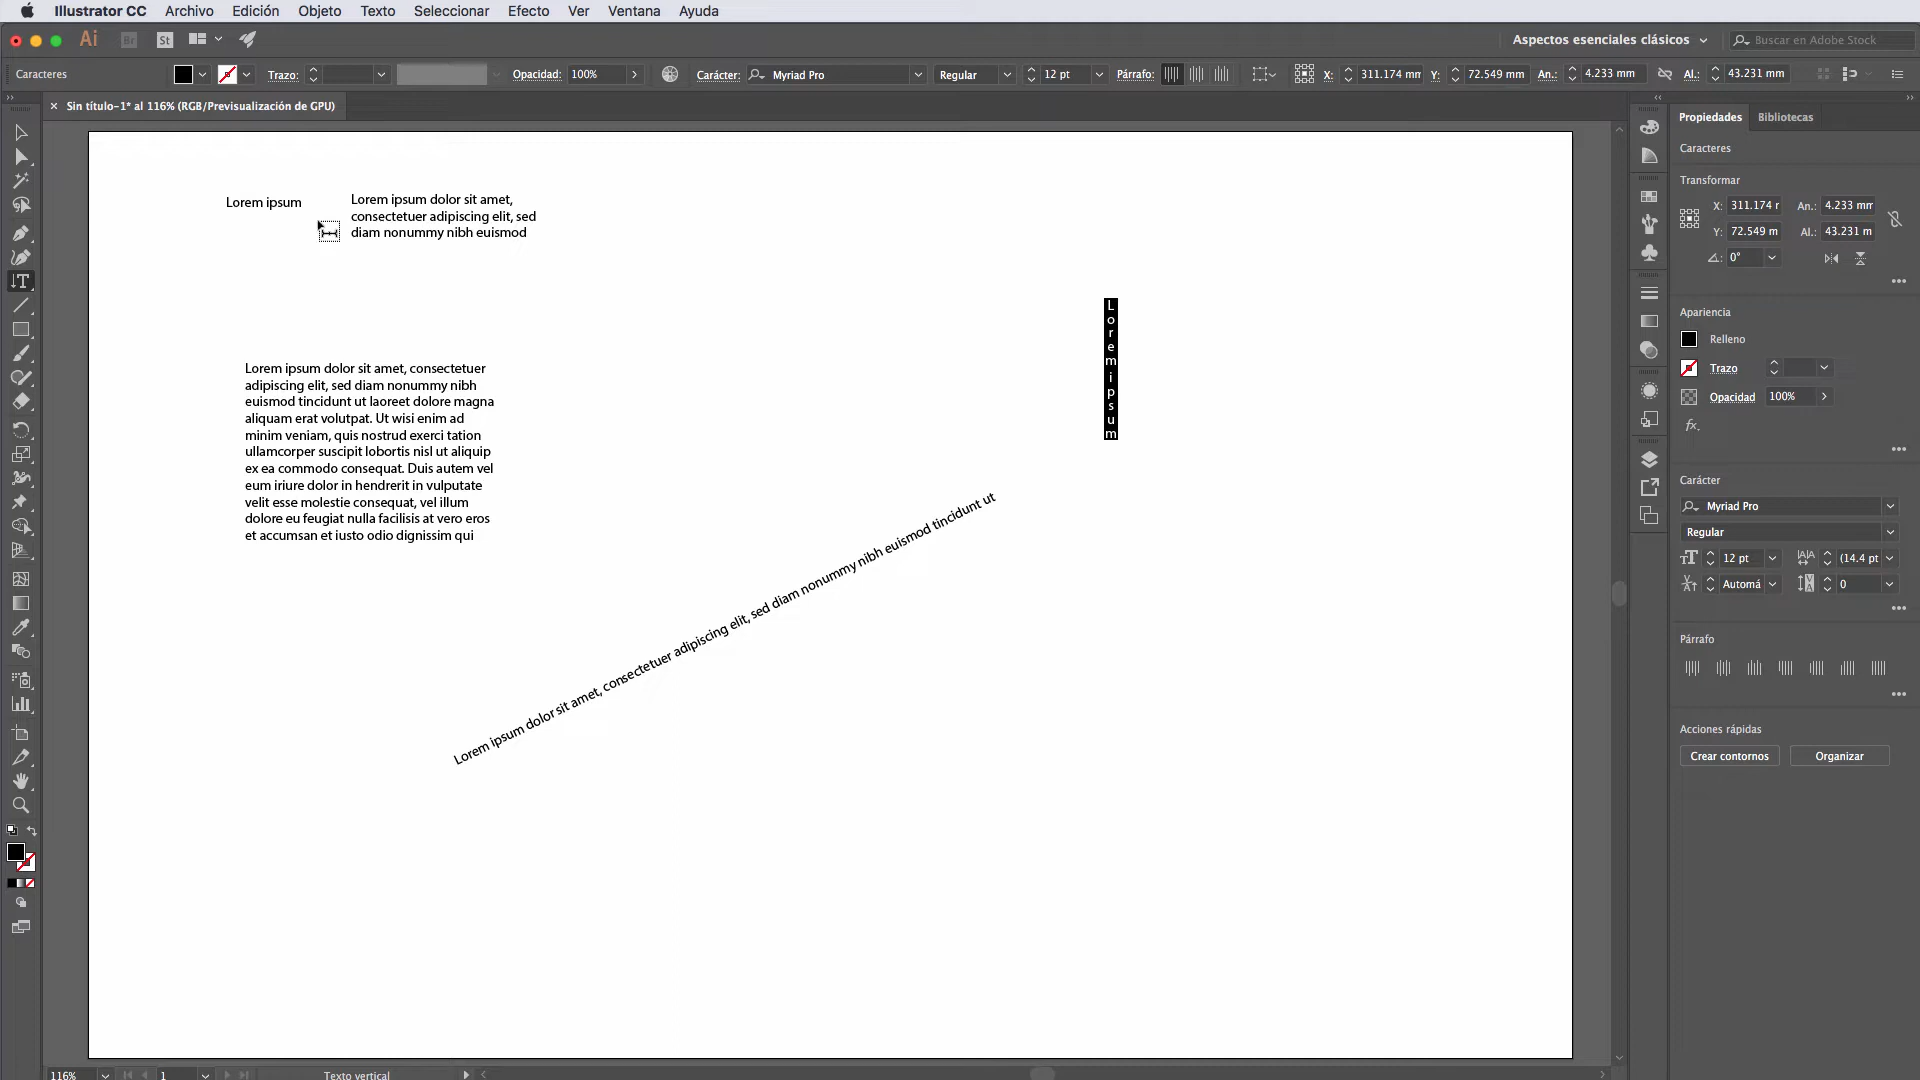 Illustrator CC Archivo Edición Objeto Texto Seleccionar Efecto Ver Ventana Ayuda
Ai Br St Aspectos esenciales clásicos Buscar en Adobe Stock
Caracteres Trazo: Opacidad: 100% Carácter: Myriad Pro Regular 12 pt Párrafo: X: 311.174 mm Y: 72.549 mm An.: 4.233 mm Al.: 43.231 mm
Sin título-1* al 116% (RGB/Previsualización de GPU)
Lorem ipsum
Lorem ipsum dolor sit amet,
consectetuer adipiscing elit, sed
diam nonummy nibh euismod
Lorem ipsum dolor sit amet, consectetuer
adipiscing elit, sed diam nonummy nibh
euismod tincidunt ut laoreet dolore magna
aliquam erat volutpat. Ut wisi enim ad
minim veniam, quis nostrud exerci tation
ullamcorper suscipit lobortis nisl ut aliquip
ex ea commodo consequat. Duis autem vel
eum iriure dolor in hendrerit in vulputate
velit esse molestie consequat, vel illum
dolore eu feugiat nulla facilisis at vero eros
et accumsan et iusto odio dignissim qui
Lorem ipsum
Lorem ipsum dolor sit amet, consectetuer adipiscing elit, sed diam nonummy nibh euismod tincidunt ut
Propiedades Bibliotecas
Caracteres
Transformar
X: 311.174 r An.: 4.233 mm
Y: 72.549 m Al.: 43.231 m
0°
Apariencia
Relleno
Trazo
Opacidad 100%
fx.
Carácter
Myriad Pro
Regular
12 pt (14.4 pt
Automá 0
Párrafo
Acciones rápidas
Crear contornos Organizar
116% 1 Texto vertical